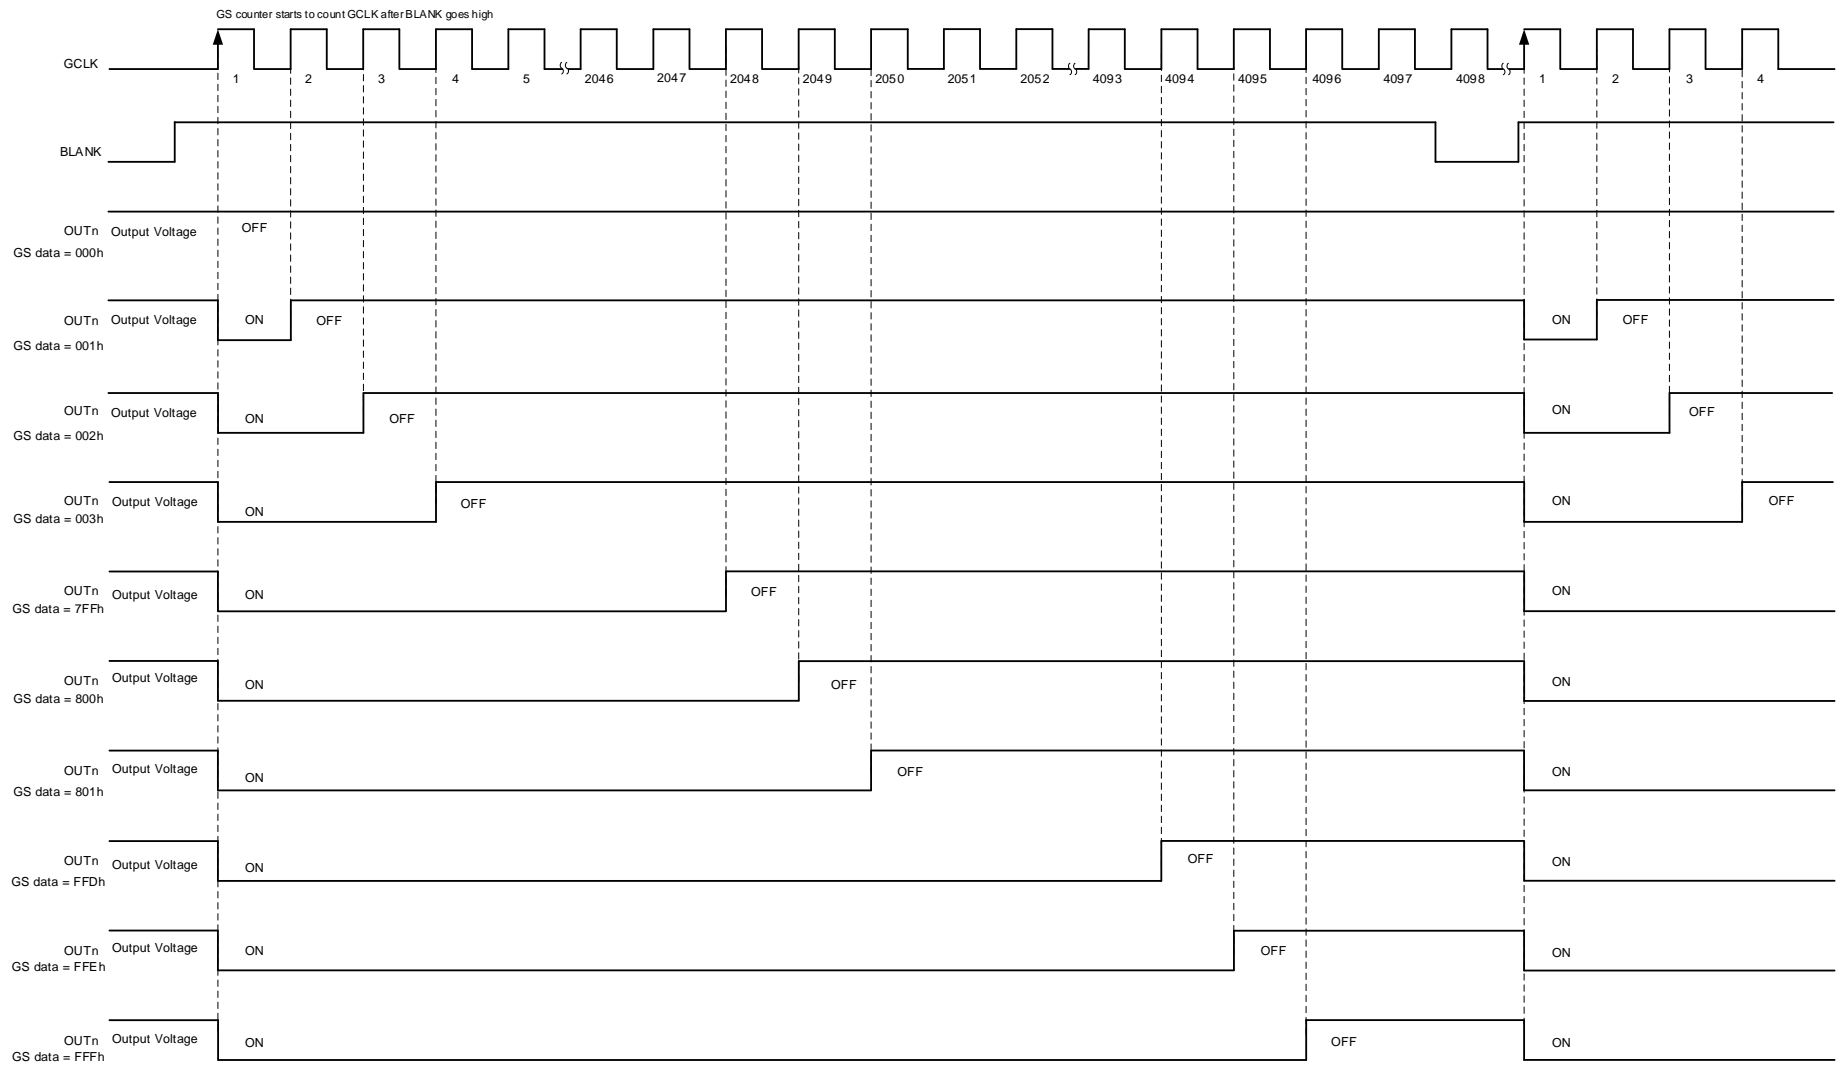 GS counter starts to count GCLK after BLANK goes high
GCLK
1 2 3 4 5 2046 2047 2048 2049 2050 2051 2052 4093 4094 4095 4096 4097 4098 1 2 3 4
BLANK
OUTn Output Voltage OFF
GS data = 000h
OUTn Output Voltage ON OFF ON OFF
GS data = 001h
OUTn Output Voltage ON OFF ON OFF
GS data = 002h
OUTn Output Voltage ON OFF ON OFF
GS data = 003h
OUTn Output Voltage ON OFF ON
GS data = 7FFh
OUTn Output Voltage ON OFF ON
GS data = 800h
OUTn Output Voltage ON OFF ON
GS data = 801h
OUTn Output Voltage ON OFF ON
GS data = FFDh
OUTn Output Voltage ON OFF ON
GS data = FFEh
OUTn Output Voltage ON OFF ON
GS data = FFFh